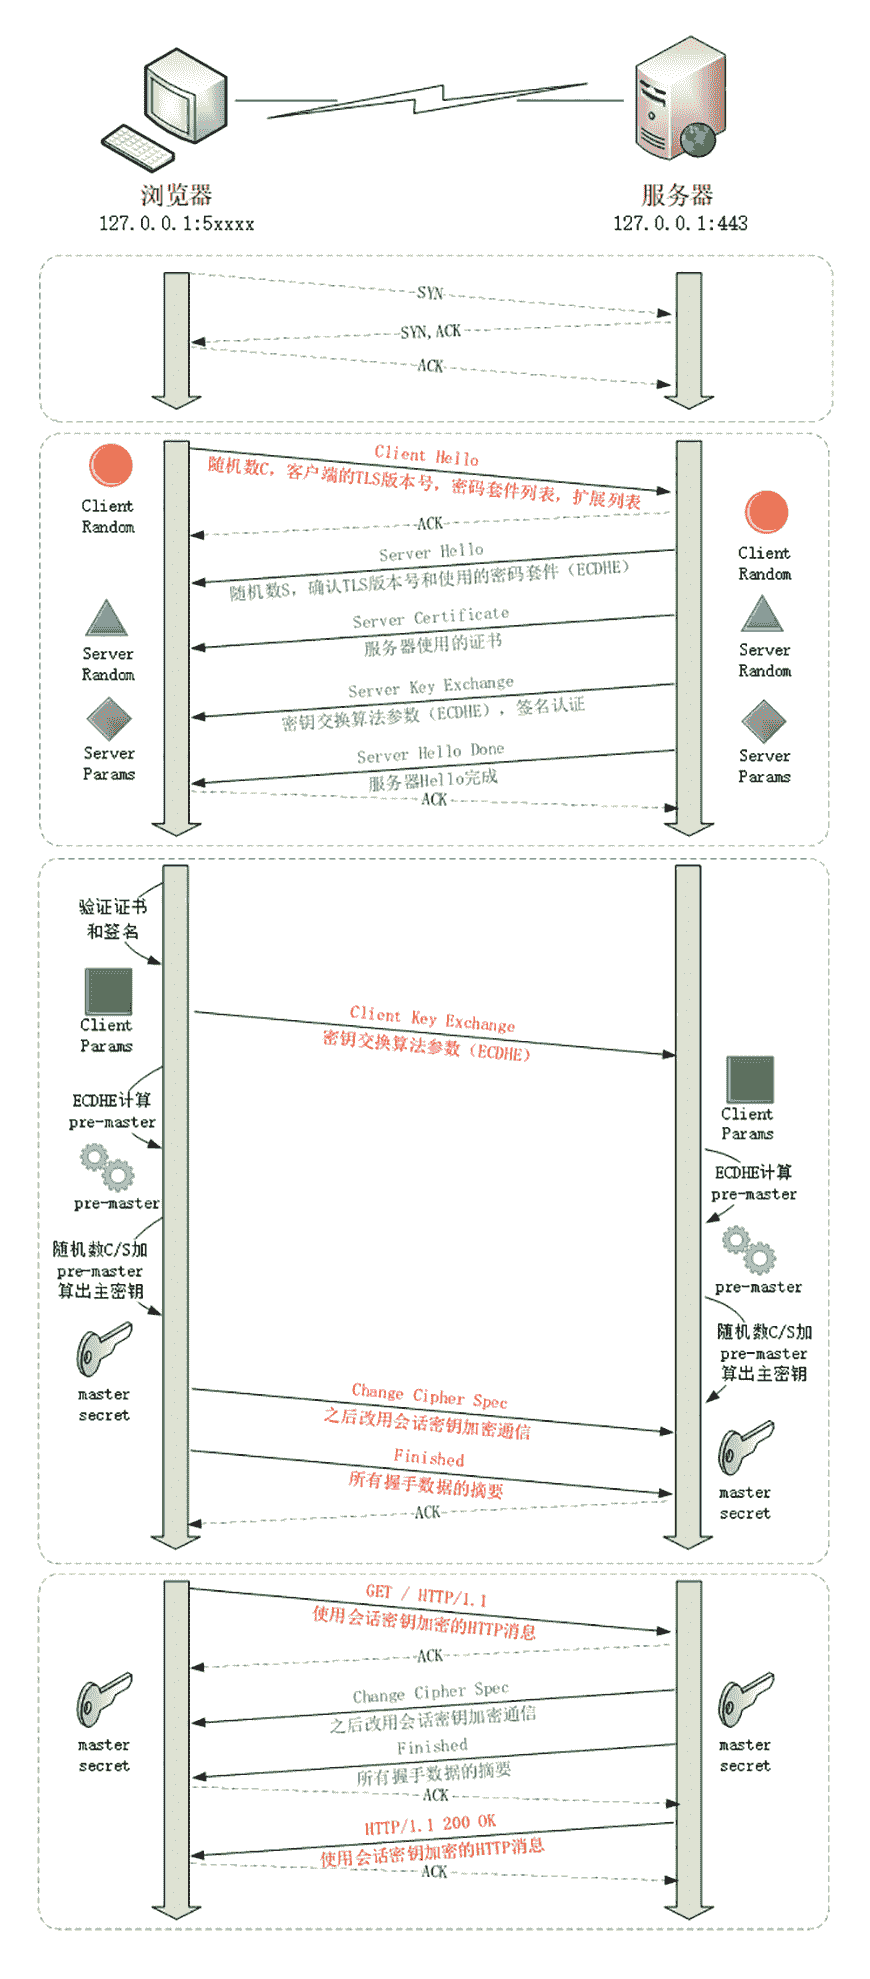 浏览器
127.0.0.1:5xxxx
服务器
127.0.0.1:443
SYN
SYN,ACK
ACK
Client Hello
随机数C，客户端的TLS版本号，密码套件列表，扩展列表
Client
Random
ACK
Client
Random
Server Hello
随机数S，确认TLS版本号和使用的密码套件（ECDHE）
Server Certificate
服务器使用的证书
Server
Random
Server
Random
Server Key Exchange
密钥交换算法参数（ECDHE），签名认证
Server
Params
Server
Params
Server Hello Done
服务器Hello完成
ACK
验证证书
和签名
Client
Params
Client Key Exchange
密钥交换算法参数（ECDHE）
ECDHE计算
pre-master
Client
Params
pre-master
ECDHE计算
pre-master
随机数C/S加
pre-master
算出主密钥
pre-master
随机数C/S加
pre-master
算出主密钥
master
secret
Change Cipher Spec
之后改用会话密钥加密通信
Finished
所有握手数据的摘要
master
secret
ACK
GET / HTTP/1.1
使用会话密钥加密的HTTP消息
ACK
Change Cipher Spec
之后改用会话密钥加密通信
master
secret
master
secret
Finished
所有握手数据的摘要
ACK
HTTP/1.1 200 OK
使用会话密钥加密的HTTP消息
ACK